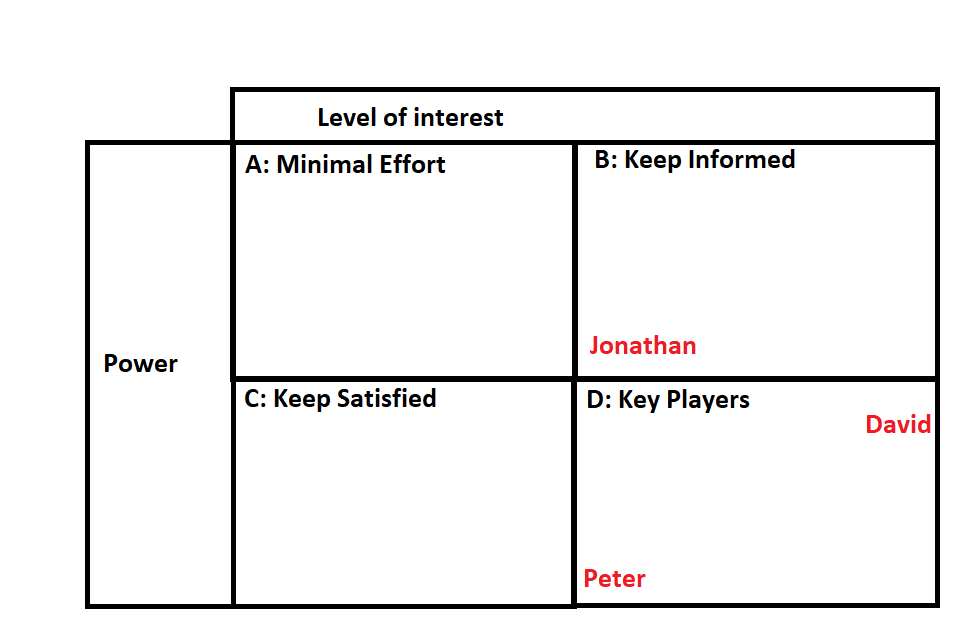 Level of interest
A: Minimal Effort
B: Keep Informed
Jonathan
Power
C: Keep Satisfied
D: Key Players
David
Peter